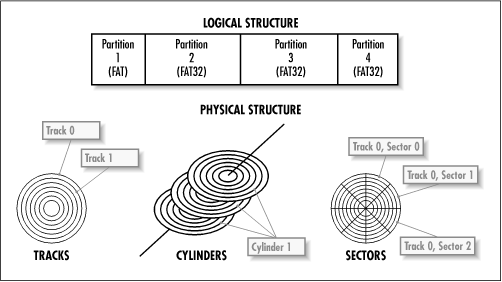 LOGICAL STRUCTURE
Partition
1
(FAT)
Partition
2
(FAT32)
Partition
3
(FAT32)
Partition
4
(FAT32)
PHYSICAL STRUCTURE
Track 0
Track 1
TRACKS
CYLINDERS
Cylinder 1
Track 0, Sector 0
Track 0, Sector 1
Track 0, Sector 2
SECTORS